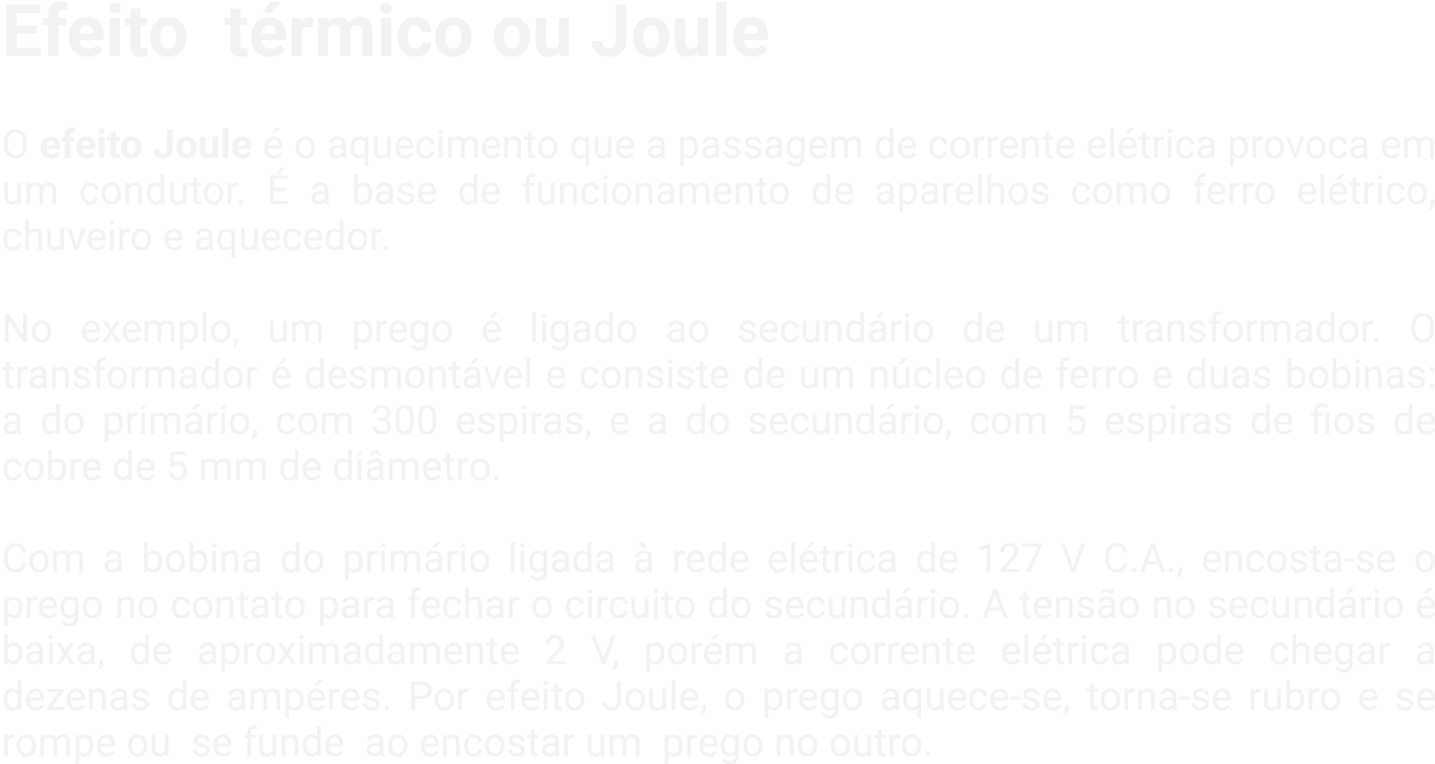 Efeito  térmico ou Joule
O efeito Joule é o aquecimento que a passagem de corrente elétrica provoca em
um condutor. É a base de funcionamento de aparelhos como ferro elétrico,
chuveiro e aquecedor.
No exemplo, um prego é ligado ao secundário de um transformador. O
transformador é desmontável e consiste de um núcleo de ferro e duas bobinas:
a do primário, com 300 espiras, e a do secundário, com 5 espiras de fios de
cobre de 5 mm de diâmetro.
Com a bobina do primário ligada à rede elétrica de 127 V C.A., encosta-se o
prego no contato para fechar o circuito do secundário. A tensão no secundário é
baixa, de aproximadamente 2 V, porém a corrente elétrica pode chegar a
dezenas de ampéres. Por efeito Joule, o prego aquece-se, torna-se rubro e se
rompe ou  se funde  ao encostar um  prego no outro.